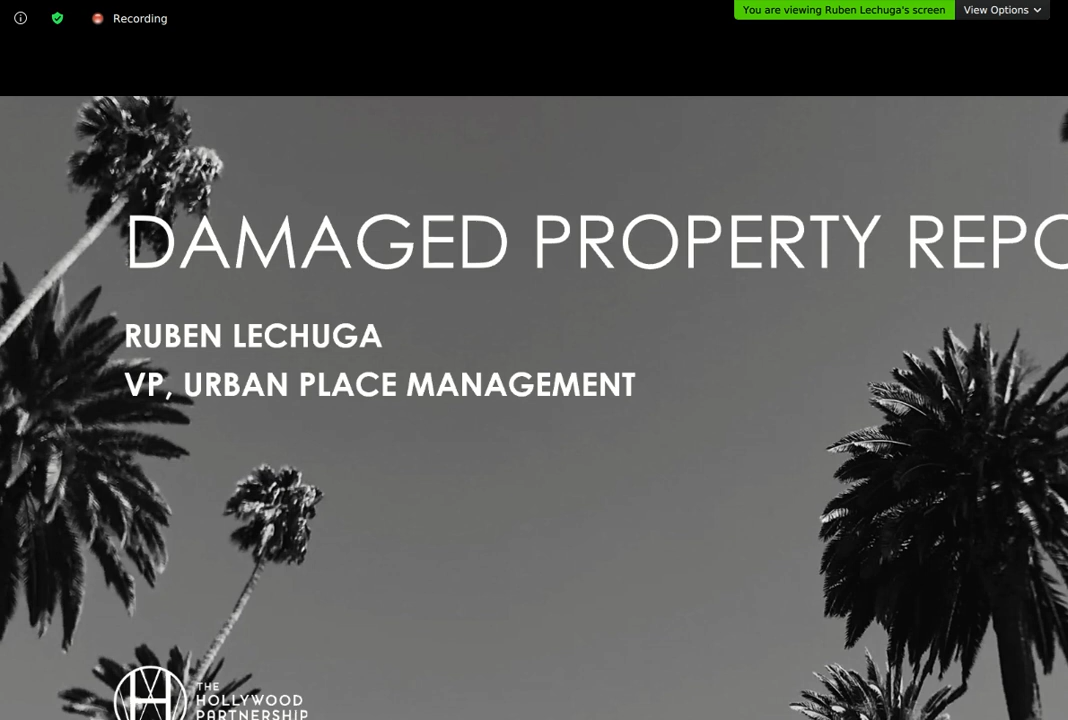 Recording
You are viewing Ruben Lechuga's screen View Options
DAMAGED PROPERTY REPO
RUBEN LECHUGA
VP, URBAN PLACE MANAGEMENT
THE
HOLLYWOOD
PARTNERSHIP